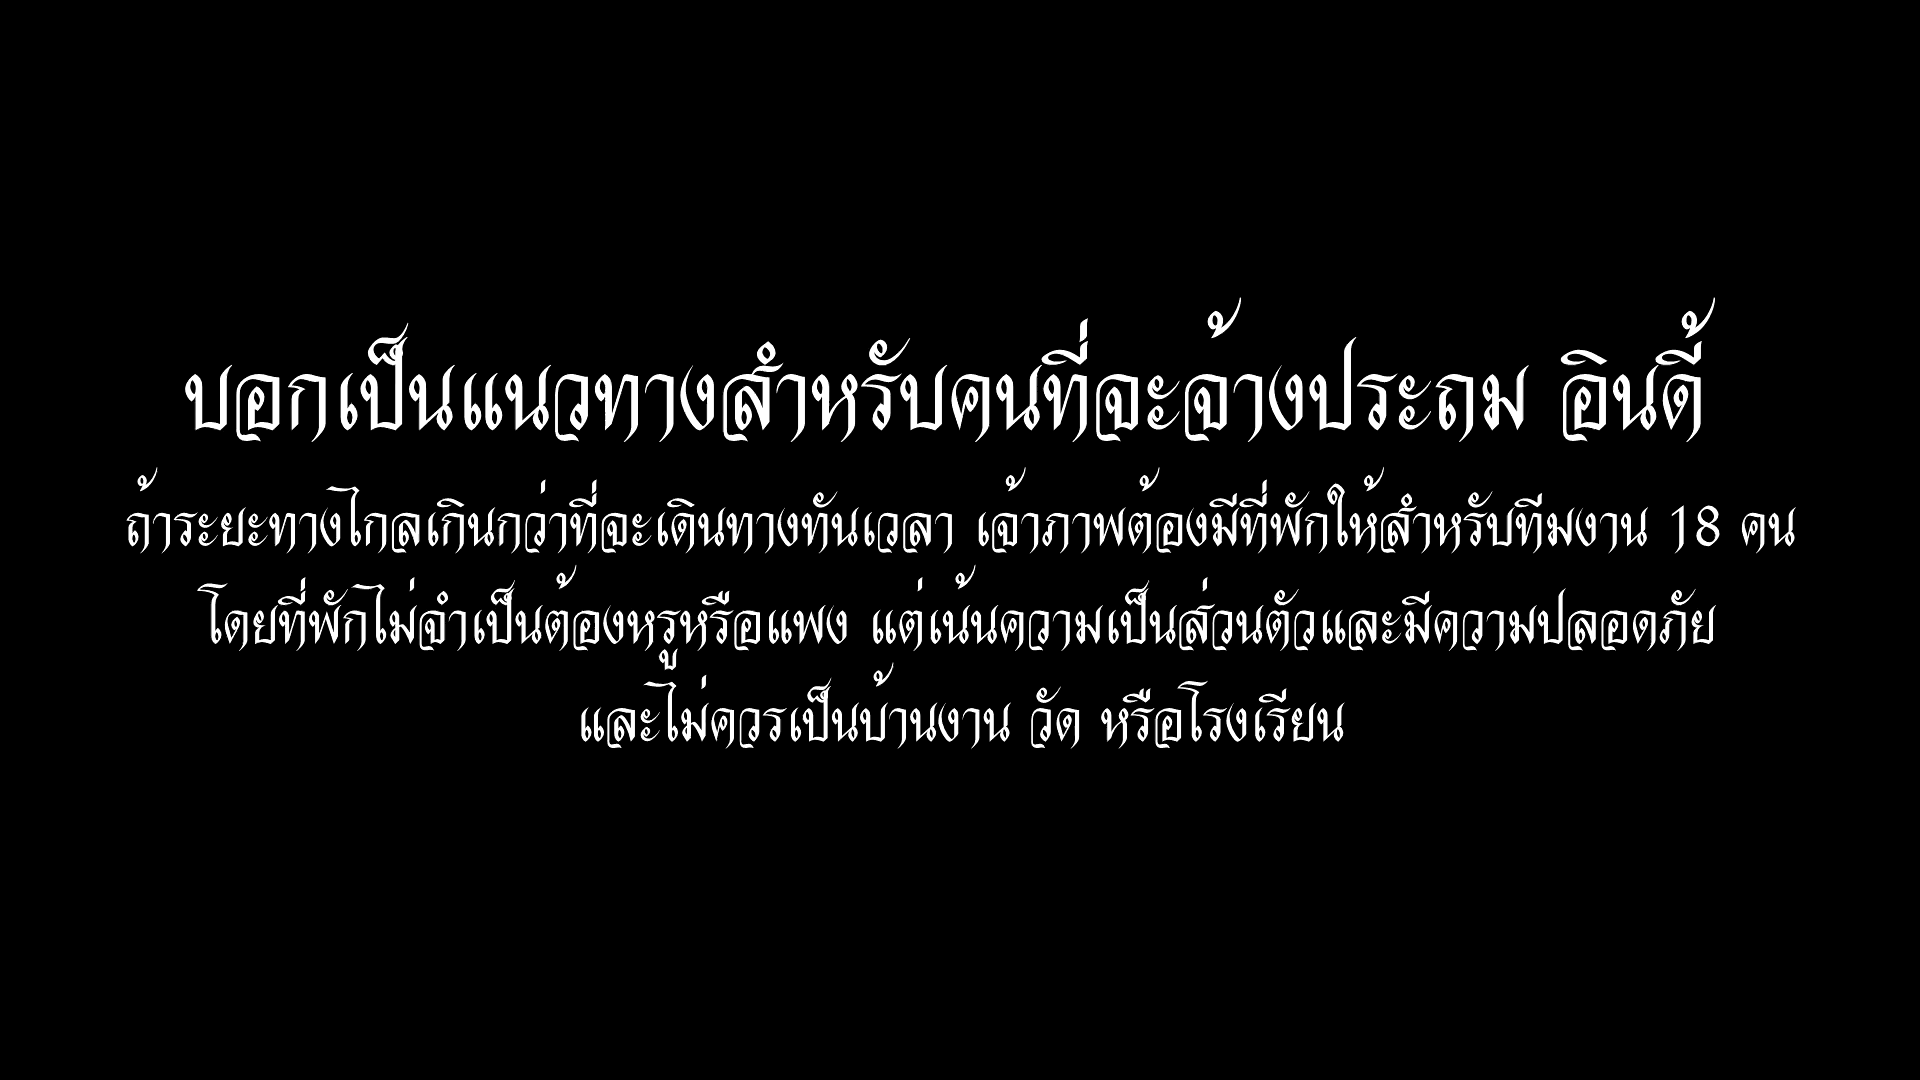 บอกเป็นแนวทางสำหรับคนที่จะจ้างประถม อินดี้
ถ้าระยะทางไกลเกินกว่าที่จะเดินทางทันเวลา เจ้าภาพต้องมีที่พักให้สำหรับทีมงาน 18 คน
โดยที่พักไม่จำเป็นต้องหรูหรือแพง แต่เน้นความเป็นส่วนตัวและมีความปลอดภัย
และไม่ควรเป็นบ้านงาน วัด หรือโรงเรียน